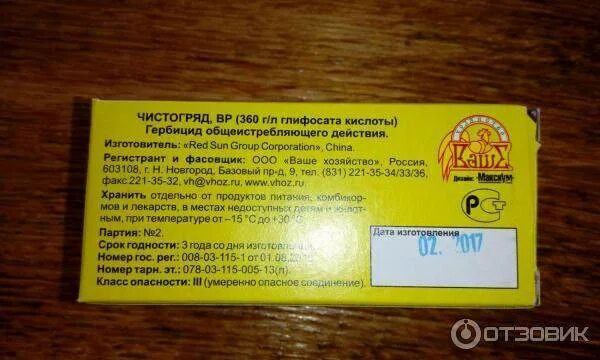 ЧИСТОГРЯД, ВР (360 г/л глифосата кислоты)
Гербицид общеистребляющего действия.
Изготовитель: «Red Sun Group Corporation», China.
Регистрант и фасовщик: ООО «Ваше хозяйство», Россия,
603108, г. Н. Новгород, Базовый пр-д, 9, тел. (831) 221-35-34/33/36,
факс 221-35-32, vh@vhoz.ru, www.vhoz.ru
Хранить отдельно от продуктов питания, комбикор-
мов и лекарств, в местах недоступных детям и живот-
ным, при температуре от –15 °С до +30 °С.
Партия: №2.
Срок годности: 3 года со дня изготовления.
Номер гос. рег.: 008-03-115-1 от 01.08.
Номер тарн. эт.: 078-03-115-005-13(л).
Класс опасности: III (умеренно опасное соединение).
ВАШЕ
ХОЗЯЙСТВО
Дизайн: Максиум
РСТ
Дата изготовления
02. 2017
ОТЗОВИК